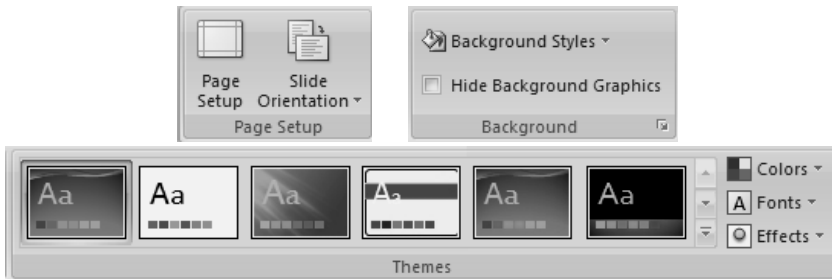 Page
Setup
Slide
Orientation
Page Setup
Background Styles
Hide Background Graphics
Background
Aa
Aa
Aa
Aa
Aa
Aa
Colors
A Fonts
Effects
Themes